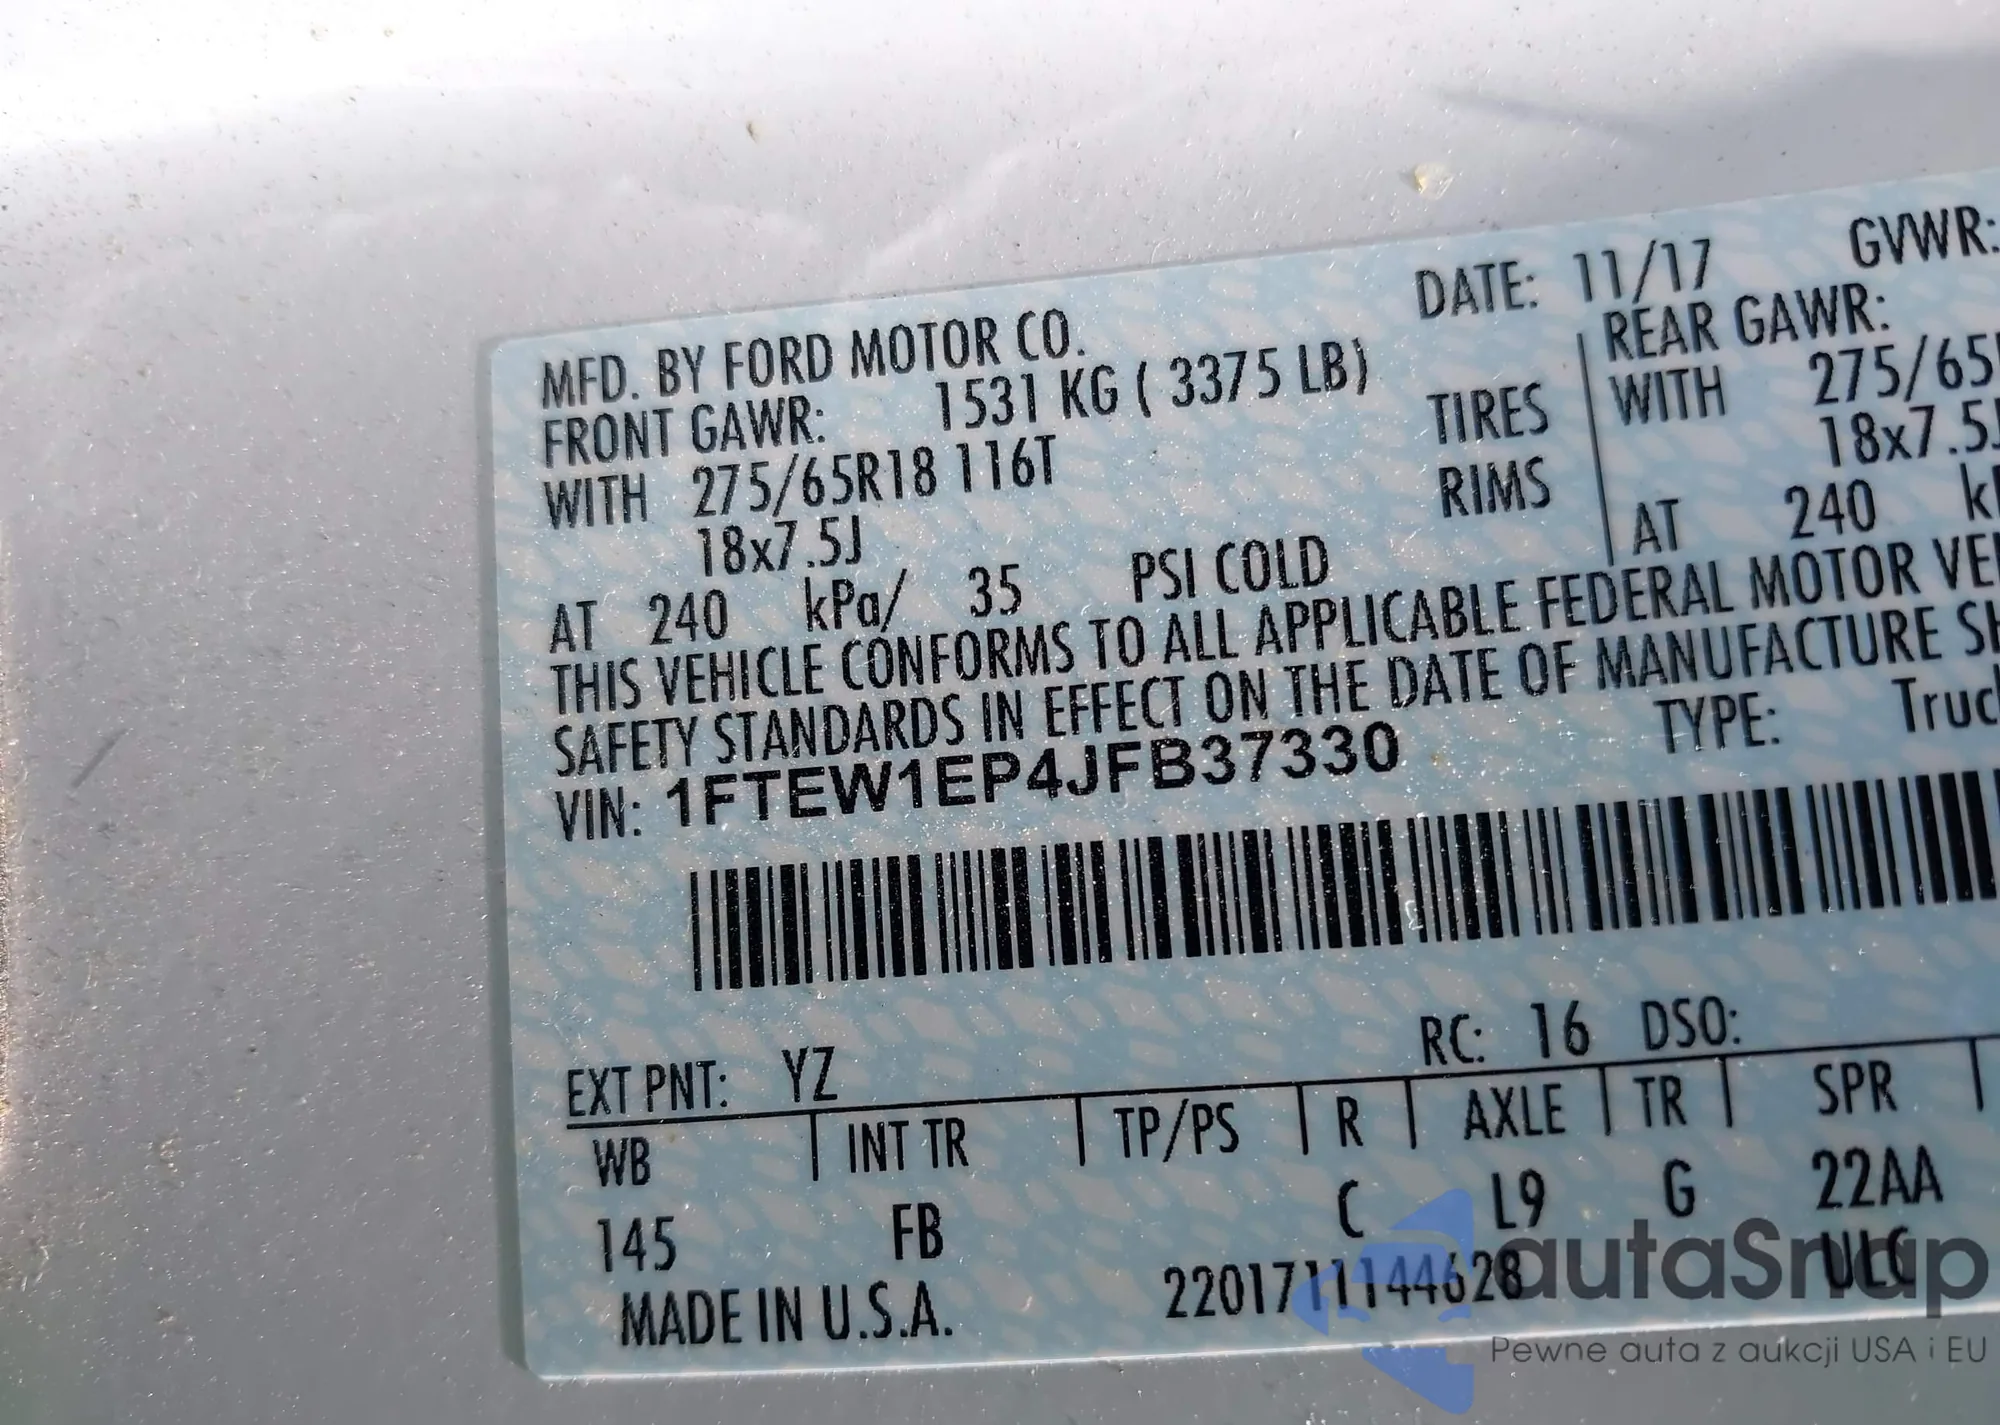 DATE: 11/17 GVWR:
MFD. BY FORD MOTOR CO.
FRONT GAWR: 1531 KG ( 3375 LB) REAR GAWR:
WITH 275/65R18 116T TIRES WITH 275/65
18x7.5J RIMS 18x7.5J
AT 240 kPa/ 35 PSI COLD AT 240
THIS VEHICLE CONFORMS TO ALL APPLICABLE FEDERAL MOTOR
SAFETY STANDARDS IN EFFECT ON THE DATE OF MANUFACTURE
VIN: 1FTEW1EP4JFB37330 TYPE:
EXT PNT: YZ RC: 16 DSO:
WB INT TR TP/PS R AXLE TR SPR
145 FB C L9 G 22AA
MADE IN U.S.A. 2201711144628 ULC
autaSnap
Pewne auta z aukcji USA i EU